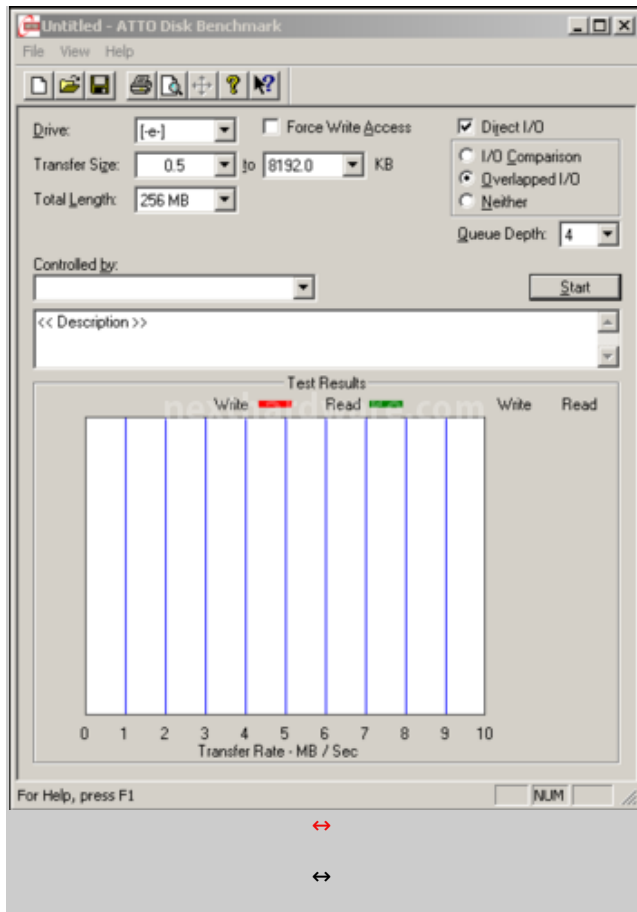 Untitled - ATTO Disk Benchmark
File View Help
Drive: [-e-] Force Write Access Direct I/O
Transfer Size: 0.5 to 8192.0 KB I/O Comparison
Overlapped I/O
Total Length: 256 MB Neither
Queue Depth: 4
Controlled by:
Start
<< Description >>
Test Results
Write Read Write Read
0 1 2 3 4 5 6 7 8 9 10
Transfer Rate - MB / Sec
For Help, press F1 NUM